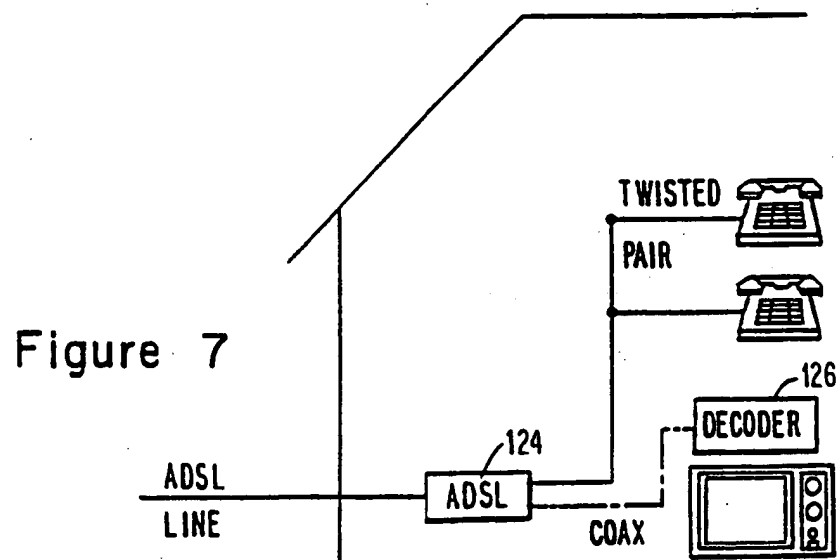 TWISTED
PAIR
Figure 7
126
DECODER
124
ADSL
ADSL
LINE
COAX